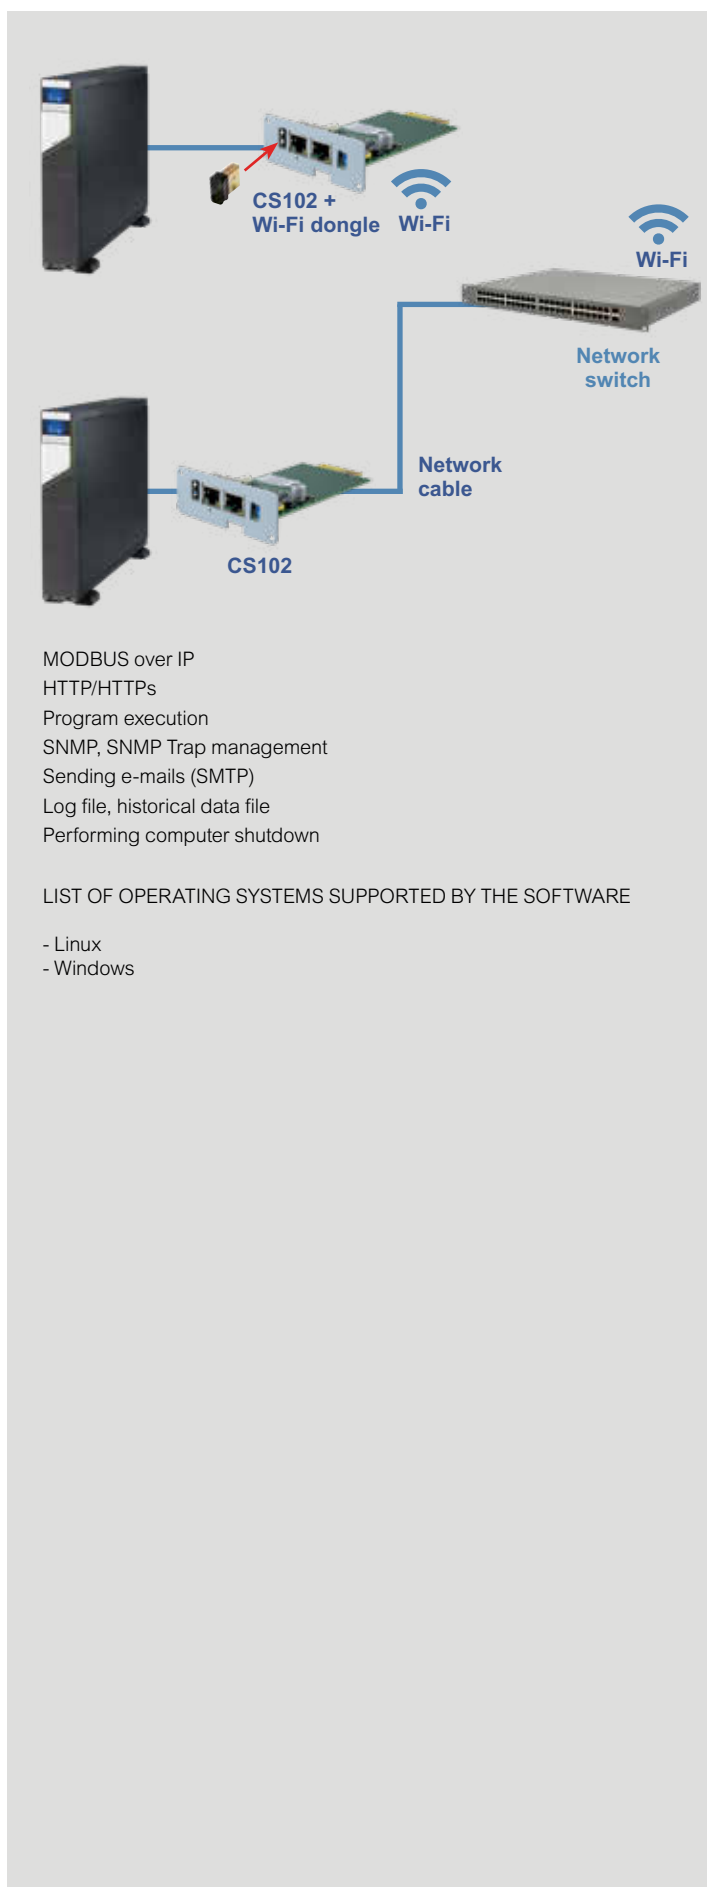 CS102 +
Wi-Fi dongle
Wi-Fi
Wi-Fi
Network
switch
Network
cable
CS102
MODBUS over IP
HTTP/HTTPs
Program execution
SNMP, SNMP Trap management
Sending e-mails (SMTP)
Log file, historical data file
Performing computer shutdown
LIST OF OPERATING SYSTEMS SUPPORTED BY THE SOFTWARE
- Linux
- Windows